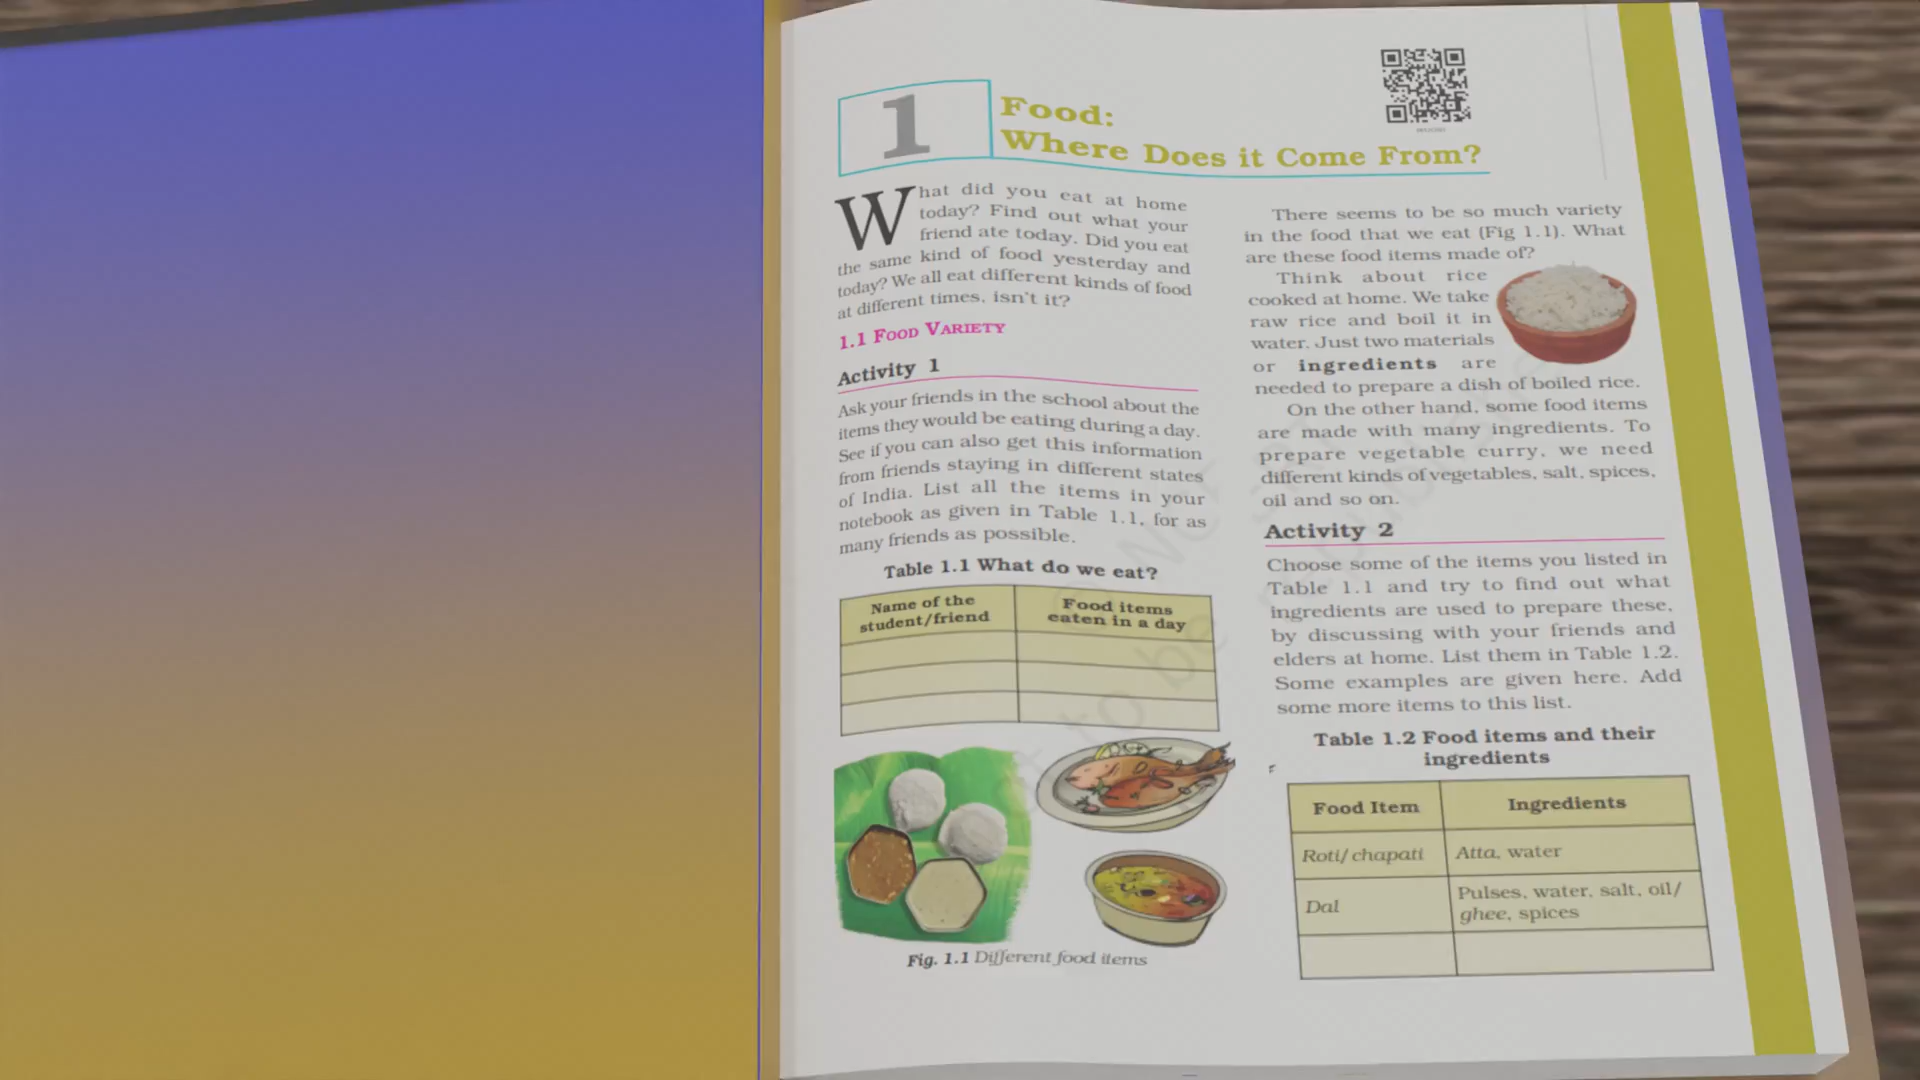 1
Food:
Where Does it Come From?
What did you eat at home
today? Find out what your
friend ate today. Did you eat
the same kind of food yesterday and
today? We all eat different kinds of food
at different times, isn't it?
1.1 FOOD VARIETY
Activity 1
Ask your friends in the school about the
items they would be eating during a day.
See if you can also get this information
from friends staying in different states
of India. List all the items in your
notebook as given in Table 1.1, for as
many friends as possible.
Table 1.1 What do we eat?
Name of the
student/friend
Food items
eaten in a day
Fig. 1.1 Different food items
There seems to be so much variety
in the food that we eat (Fig 1.1). What
are these food items made of?
Think about rice
cooked at home. We take
raw rice and boil it in
water. Just two materials
or ingredients are
needed to prepare a dish of boiled rice.
On the other hand, some food items
are made with many ingredients. To
prepare vegetable curry, we need
different kinds of vegetables, salt, spices,
oil and so on.
Activity 2
Choose some of the items you listed in
Table 1.1 and try to find out what
ingredients are used to prepare these,
by discussing with your friends and
elders at home. List them in Table 1.2.
Some examples are given here. Add
some more items to this list.
Table 1.2 Food items and their
ingredients
Food Item
Ingredients
Roti/chapati
Atta, water
Dal
Pulses, water, salt, oil/
ghee, spices